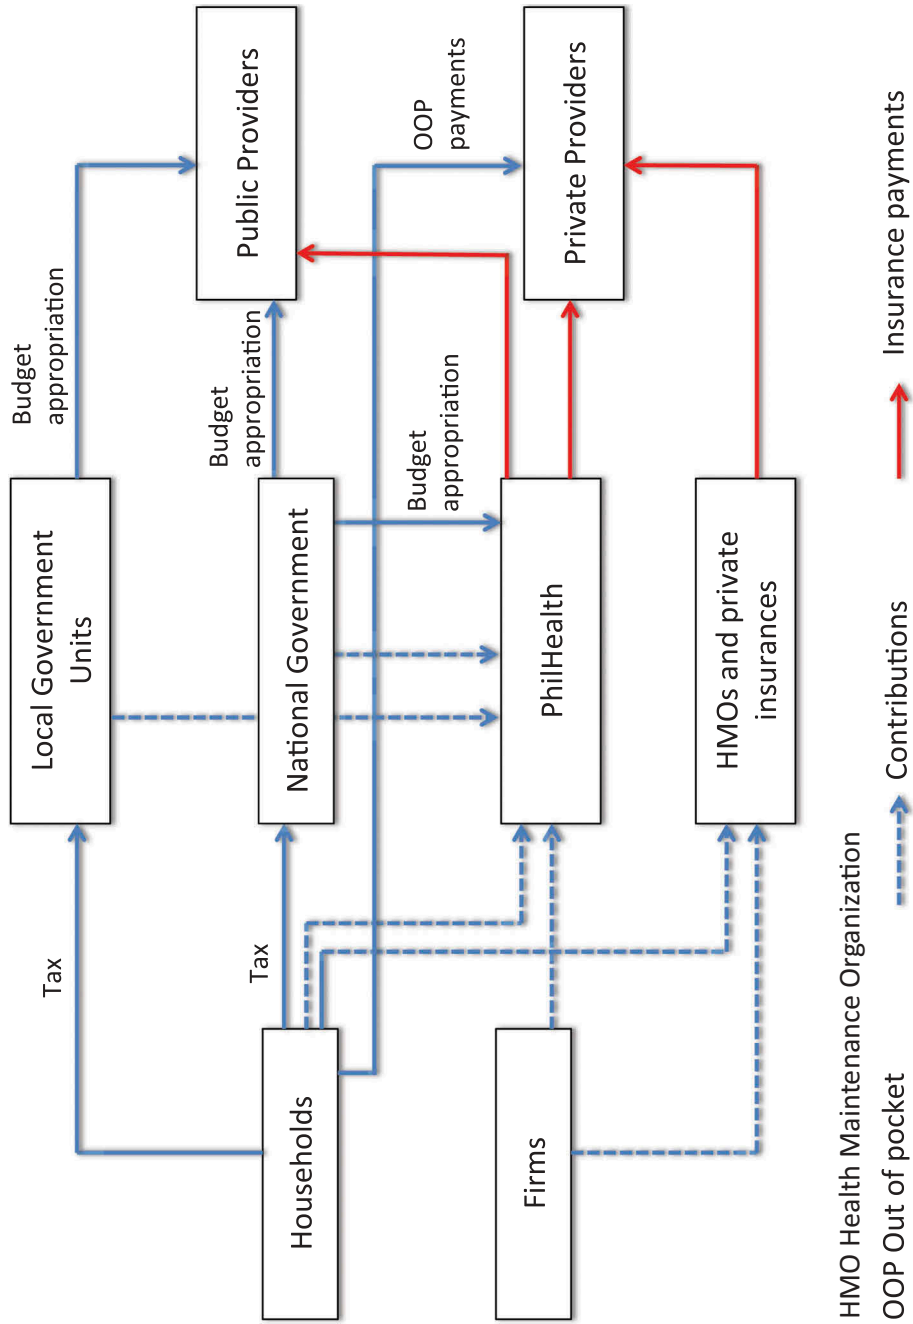 Tax
Budget
appropriation
Local Government
Units
Public Providers
Households
Tax
National Government
Budget
appropriation
OOP
payments
Budget
appropriation
Firms
PhilHealth
Private Providers
HMOs and private
insurances
HMO Health Maintenance Organization
OOP Out of pocket
Contributions
Insurance payments